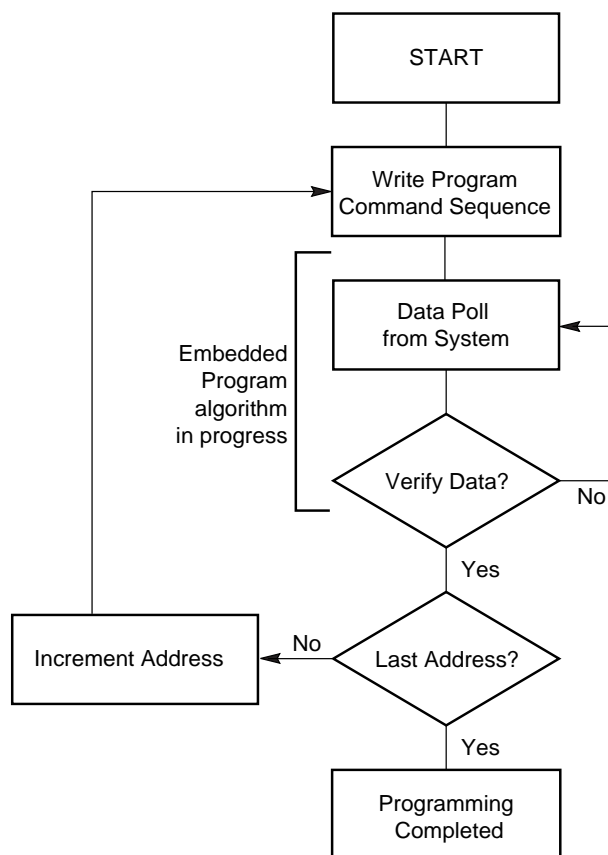 START
Write Program
Command Sequence
Data Poll
from System
Embedded
Program
algorithm
in progress
Verify Data?
No
Yes
Increment Address
No
Last Address?
Yes
Programming
Completed